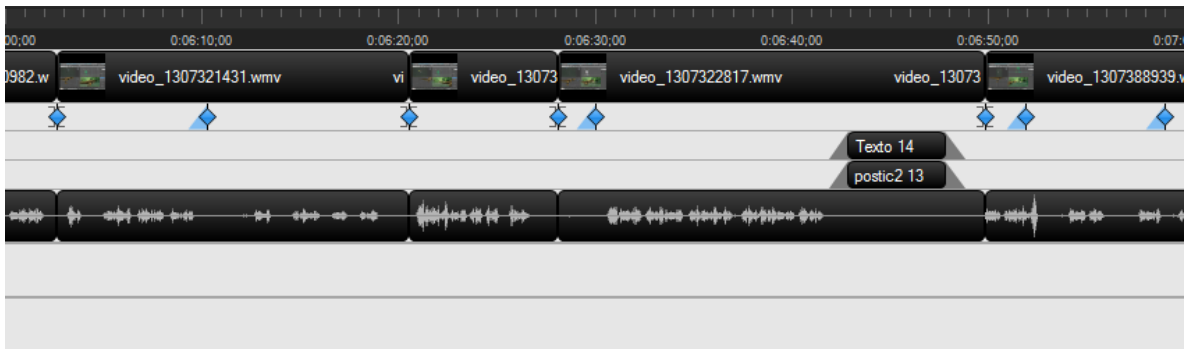 00;00 0:06:10;00 0:06:20;00 0:06:30;00 0:06:40;00 0:06:50;00 0:07:
0982.w video_1307321431.wmv vi video_13073 video_1307322817.wmv video_13073 video_1307388939.w
Texto 14
postic2 13